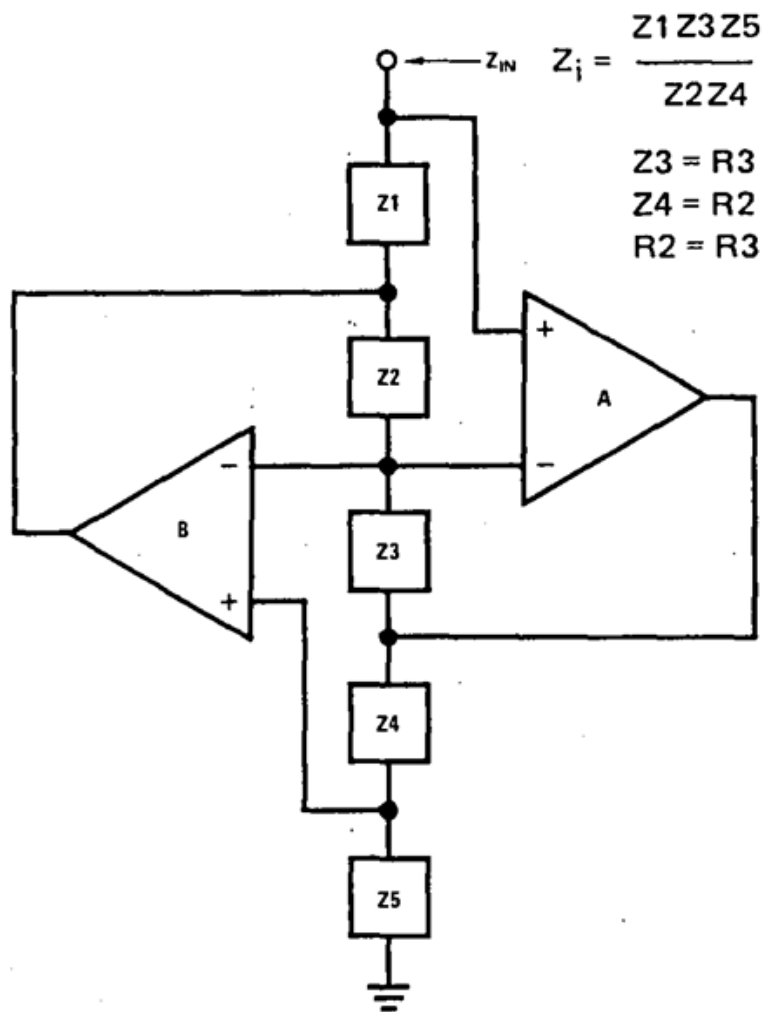 Z1 Z3 Z5
Z_IN Z_i =
Z2 Z4
Z3 = R3
Z1
Z4 = R2
R2 = R3
+
Z2
A
−
−
B
Z3
+
Z4
Z5